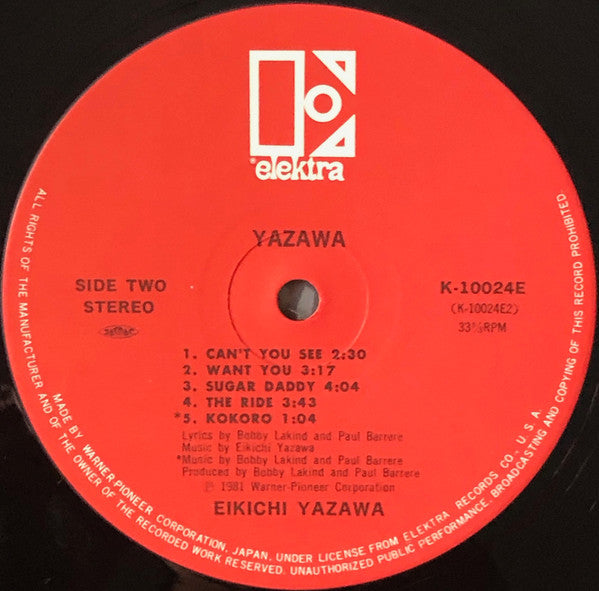 elektra
YAZAWA
SIDE TWO
STEREO
K-10024E
(K-10024E2)
33⅓RPM
1. CAN'T YOU SEE 2:30
2. WANT YOU 3:17
3. SUGAR DADDY 4:04
4. THE RIDE 3:43
*5. KOKORO 1:04
Lyrics by Bobby Lakind and Paul Barrere
Music by Eikichi Yazawa
*Music by Bobby Lakind and Paul Barrere
Produced by Bobby Lakind and Paul Barrere
℗ 1981 Warner-Pioneer Corporation
EIKICHI YAZAWA
MADE BY WARNER-PIONEER CORPORATION, JAPAN, UNDER LICENSE FROM ELEKTRA RECORDS CO., U.S.A.
ALL RIGHTS OF THE MANUFACTURER AND OF THE OWNER OF THE RECORDED WORK RESERVED. UNAUTHORIZED PUBLIC PERFORMANCE, BROADCASTING AND COPYING OF THIS RECORD PROHIBITED.